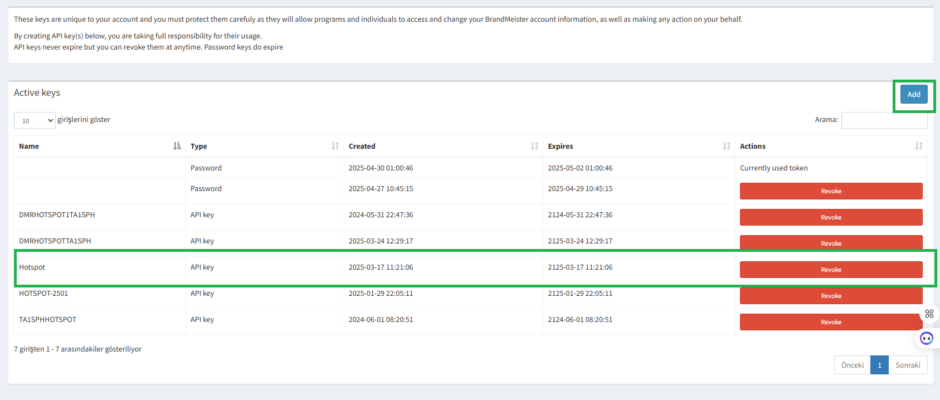 These keys are unique to your account and you must protect them carefuly as they will allow programs and individuals to access and change your BrandMeister account information, as well as making any action on your behalf.
By creating API key(s) below, you are taking full responsibility for their usage.
API keys never expire but you can revoke them at anytime. Password keys do expire
Active keys
Add
10 girişlerini göster
Arama:
Name Type Created Expires Actions
Password 2025-04-30 01:00:46 2025-05-02 01:00:46 Currently used token
Password 2025-04-27 10:45:15 2025-04-29 10:45:15 Revoke
DMRHOTSPOT1TA1SPH API key 2024-05-31 22:47:36 2124-05-31 22:47:36 Revoke
DMRHOTSPOTTA1SPH API key 2025-03-24 12:29:17 2125-03-24 12:29:17 Revoke
Hotspot API key 2025-03-17 11:21:06 2125-03-17 11:21:06 Revoke
HOTSPOT-2501 API key 2025-01-29 22:05:11 2125-01-29 22:05:11 Revoke
TA1SPHHOTSPOT API key 2024-06-01 08:20:51 2124-06-01 08:20:51 Revoke
7 girişten 1 - 7 arasındakiler gösteriliyor
Önceki 1 Sonraki